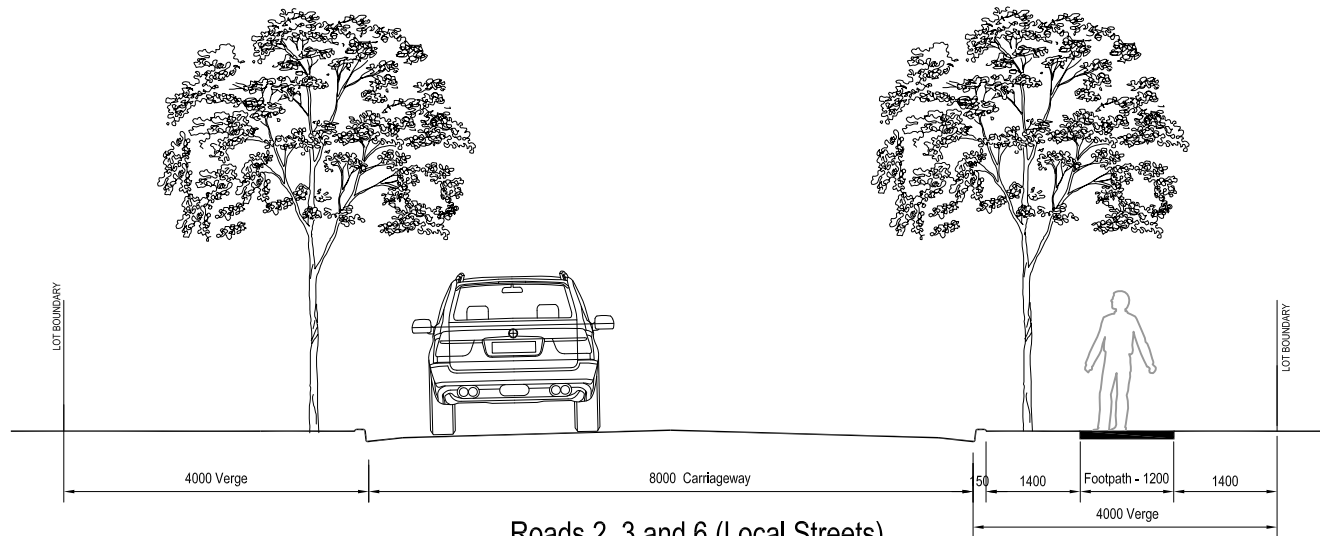 LOT BOUNDARY
LOT BOUNDARY
4000 Verge
8000 Carriageway
150
1400
Footpath - 1200
1400
4000 Verge
Roads 2, 3 and 6 (Local Streets)